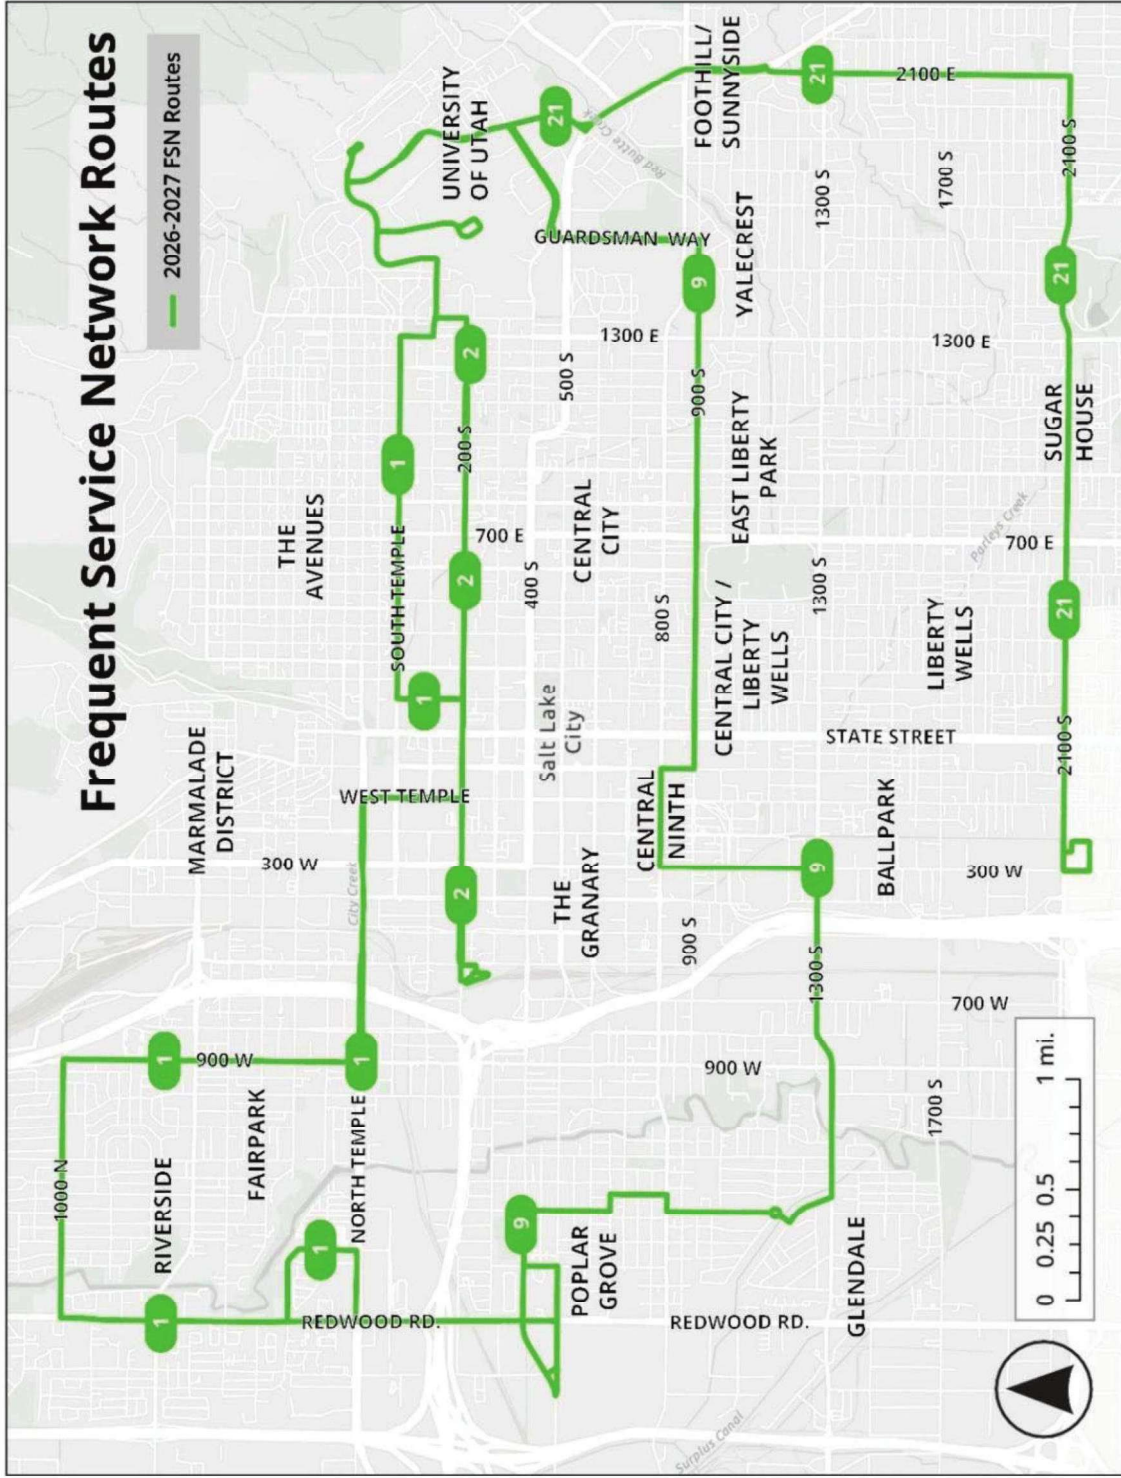 Frequent Service Network Routes
2026-2027 FSN Routes
MARMALADE
DISTRICT
THE
AVENUES
UNIVERSITY
OF UTAH
FOOTHILL/
SUNNYSIDE
1000 N
RIVERSIDE
FAIRPARK
900 W
NORTH TEMPLE
300 W
City Creek
WEST TEMPLE
SOUTH TEMPLE
200 S
700 E
400 S
500 S
1300 E
GUARDSMAN WAY
Red Butte Creek
1
1
1
1
1
1
2
2
2
21
21
21
21
9
9
9
REDWOOD RD.
POPLAR
GROVE
THE
GRANARY
Salt Lake
City
CENTRAL
CITY
CENTRAL
NINTH
800 S
900 S
900 S
YALECREST
EAST LIBERTY
PARK
CENTRAL CITY /
LIBERTY
WELLS
REDWOOD RD.
GLENDALE
900 W
1300 S
BALLPARK
STATE STREET
1300 S
1300 S
2100 E
1700 S
1300 E
LIBERTY
WELLS
Parleys Creek
700 E
SUGAR
HOUSE
2100 S
2100 S
300 W
700 W
1700 S
Surplus Canal
0 0.25 0.5 1 mi.